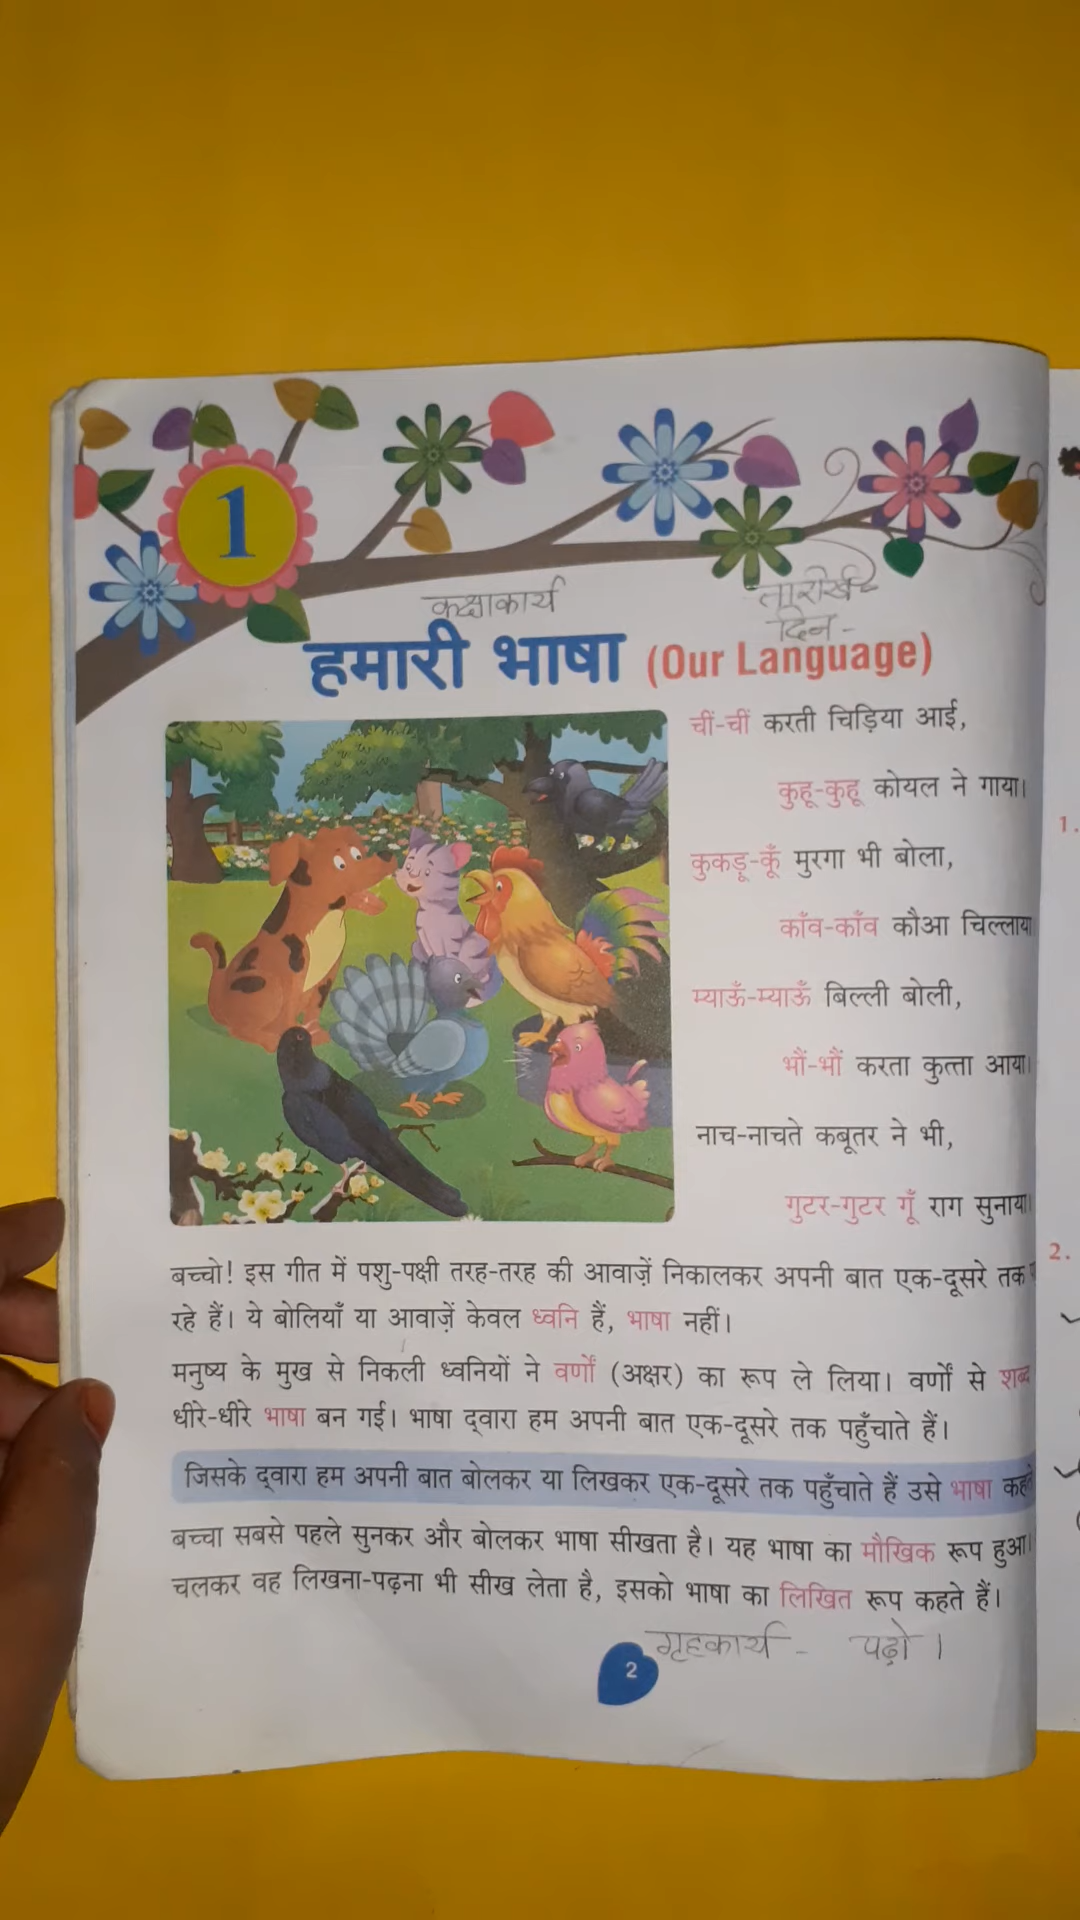 1
कक्षाकार्य
तारीख-
दिन -
हमारी भाषा (Our Language)
चीं-चीं करती चिड़िया आई,
कुहू-कुहू कोयल ने गाया।
कुकड़ू-कूँ मुरगा भी बोला,
काँव-काँव कौआ चिल्लाया
म्याऊँ-म्याऊँ बिल्ली बोली,
भौं-भौं करता कुत्ता आया।
नाच-नाचते कबूतर ने भी,
गुटर-गुटर गूँ राग सुनाया।
बच्चो! इस गीत में पशु-पक्षी तरह-तरह की आवाज़ें निकालकर अपनी बात एक-दूसरे तक
रहे हैं। ये बोलियाँ या आवाज़ें केवल ध्वनि हैं, भाषा नहीं।
मनुष्य के मुख से निकली ध्वनियों ने वर्णों (अक्षर) का रूप ले लिया। वर्णों से शब्द
धीरे-धीरे भाषा बन गई। भाषा द्वारा हम अपनी बात एक-दूसरे तक पहुँचाते हैं।
जिसके द्वारा हम अपनी बात बोलकर या लिखकर एक-दूसरे तक पहुँचाते हैं उसे भाषा कहते
बच्चा सबसे पहले सुनकर और बोलकर भाषा सीखता है। यह भाषा का मौखिक रूप हुआ।
चलकर वह लिखना-पढ़ना भी सीख लेता है, इसको भाषा का लिखित रूप कहते हैं।
गृहकार्य - पढ़ो।
2
1.
2.